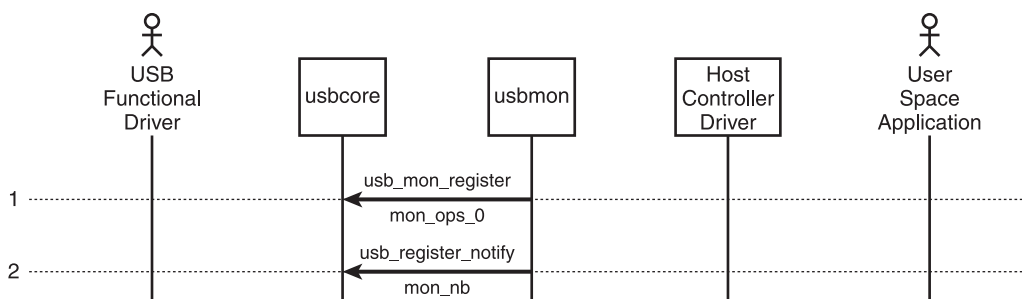 USB
Functional
Driver
usbcore
usbmon
Host
Controller
Driver
User
Space
Application
usb_mon_register
1
mon_ops_0
usb_register_notify
2
mon_nb